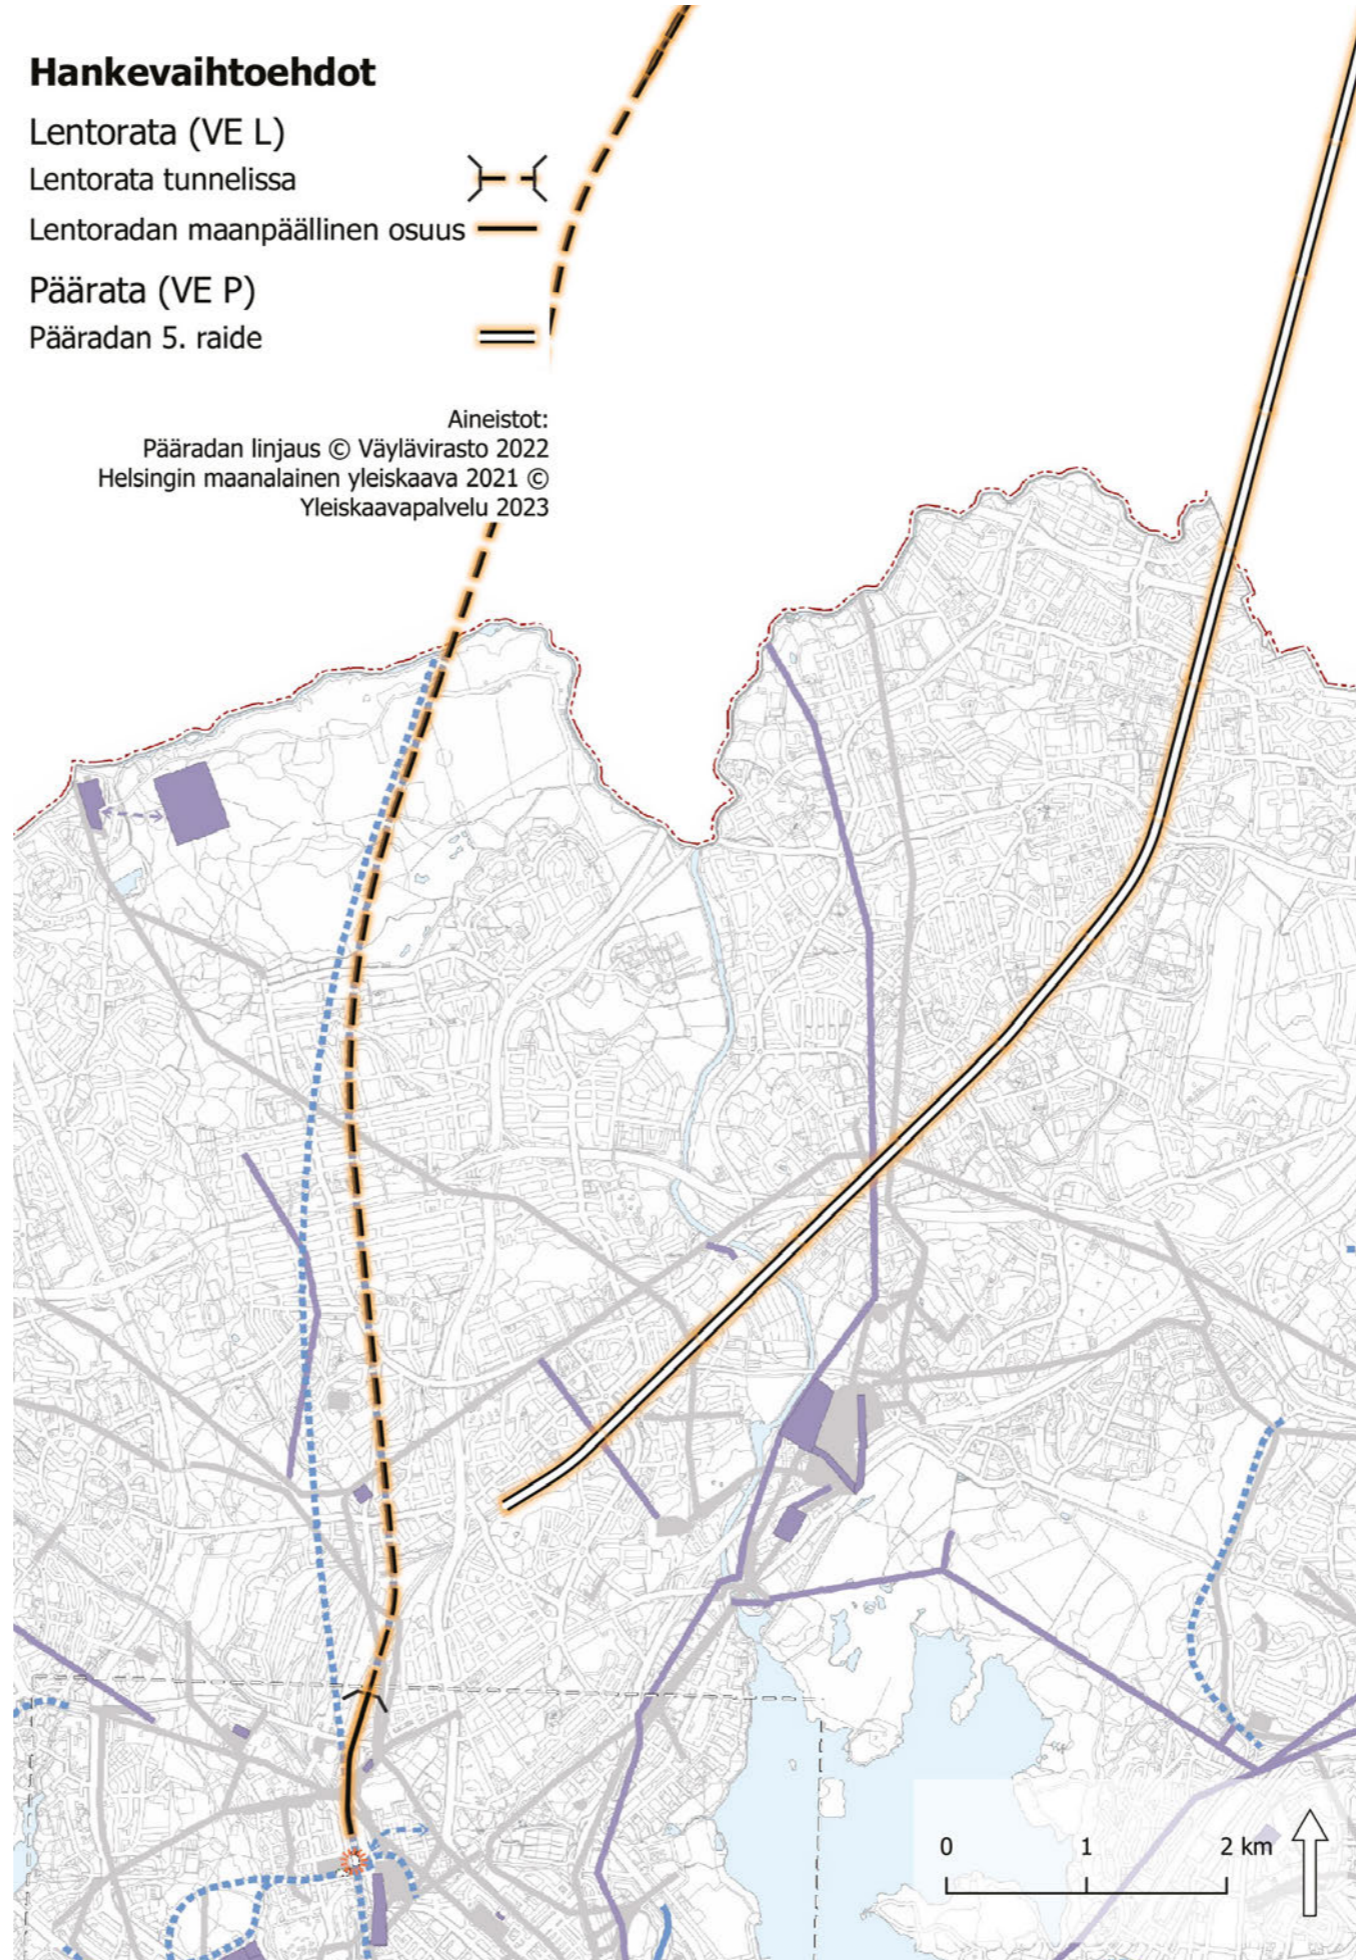 Hankevaihtoehdot
Lentorata (VE L)
Lentorata tunnelissa
Lentoradan maanpäällinen osuus
Päärata (VE P)
Pääradan 5. raide
Aineistot:
Pääradan linjaus © Väylävirasto 2022
Helsingin maanalainen yleiskaava 2021 ©
Yleiskaavapalvelu 2023
0 1 2 km